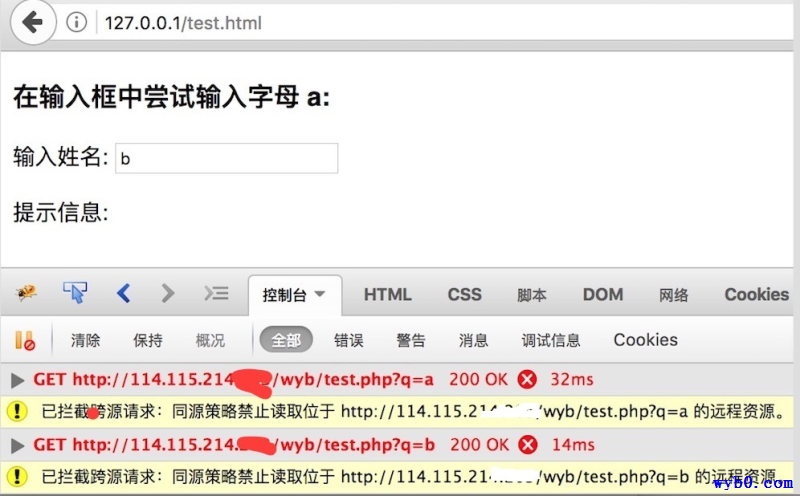 127.0.0.1/test.html
在输入框中尝试输入字母 a:
输入姓名: b
提示信息:
控制台 HTML CSS 脚本 DOM 网络 Cookies
清除 保持 概况 全部 错误 警告 消息 调试信息 Cookies
GET http://114.115.214. /wyb/test.php?q=a 200 OK 32ms
已拦截跨源请求：同源策略禁止读取位于 http://114.115.2 /wyb/test.php?q=a 的远程资源。
GET http://114.115.214. /wyb/test.php?q=b 200 OK 14ms
已拦截跨源请求：同源策略禁止读取位于 http://114.115.214. /wyb/test.php?q=b 的远程资源。
wyb0.com